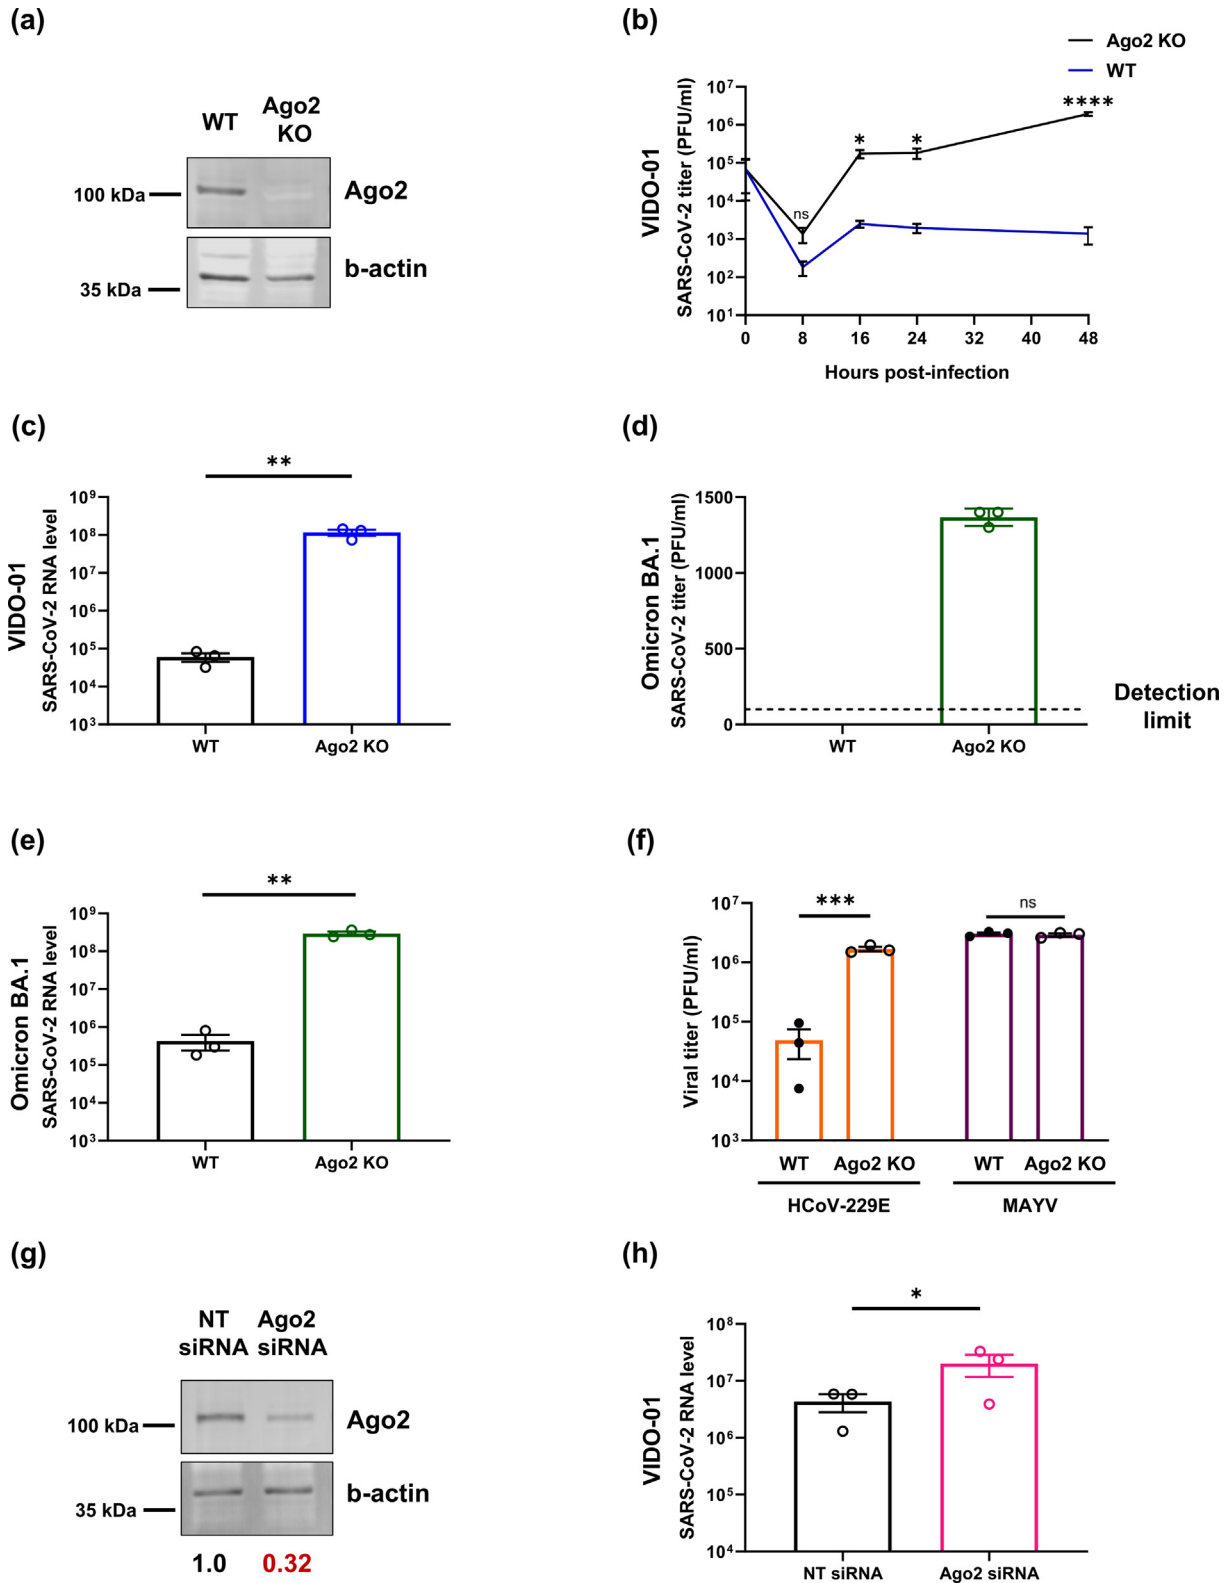 (a)
WT
Ago2
KO
100 kDa
Ago2
b-actin
35 kDa
(b)
Ago2 KO
WT
VIDO-01
SARS-CoV-2 titer (PFU/ml)
10⁷
10⁶
10⁵
10⁴
10³
10²
10¹
ns
*
*
****
0 8 16 24 32 40 48
Hours post-infection
(c)
**
VIDO-01
SARS-CoV-2 RNA level
10⁹
10⁸
10⁷
10⁶
10⁵
10⁴
10³
WT Ago2 KO
(d)
Omicron BA.1
SARS-CoV-2 titer (PFU/ml)
1500
1000
500
0
WT Ago2 KO
Detection
limit
(e)
**
Omicron BA.1
SARS-CoV-2 RNA level
10⁹
10⁸
10⁷
10⁶
10⁵
10⁴
10³
WT Ago2 KO
(f)
*** ns
Viral titer (PFU/ml)
10⁷
10⁶
10⁵
10⁴
10³
WT Ago2 KO WT Ago2 KO
HCoV-229E MAYV
(g)
NT
siRNA
Ago2
siRNA
100 kDa
Ago2
35 kDa
b-actin
1.0 0.32
(h)
*
VIDO-01
SARS-CoV-2 RNA level
10⁸
10⁷
10⁶
10⁵
10⁴
NT siRNA Ago2 siRNA